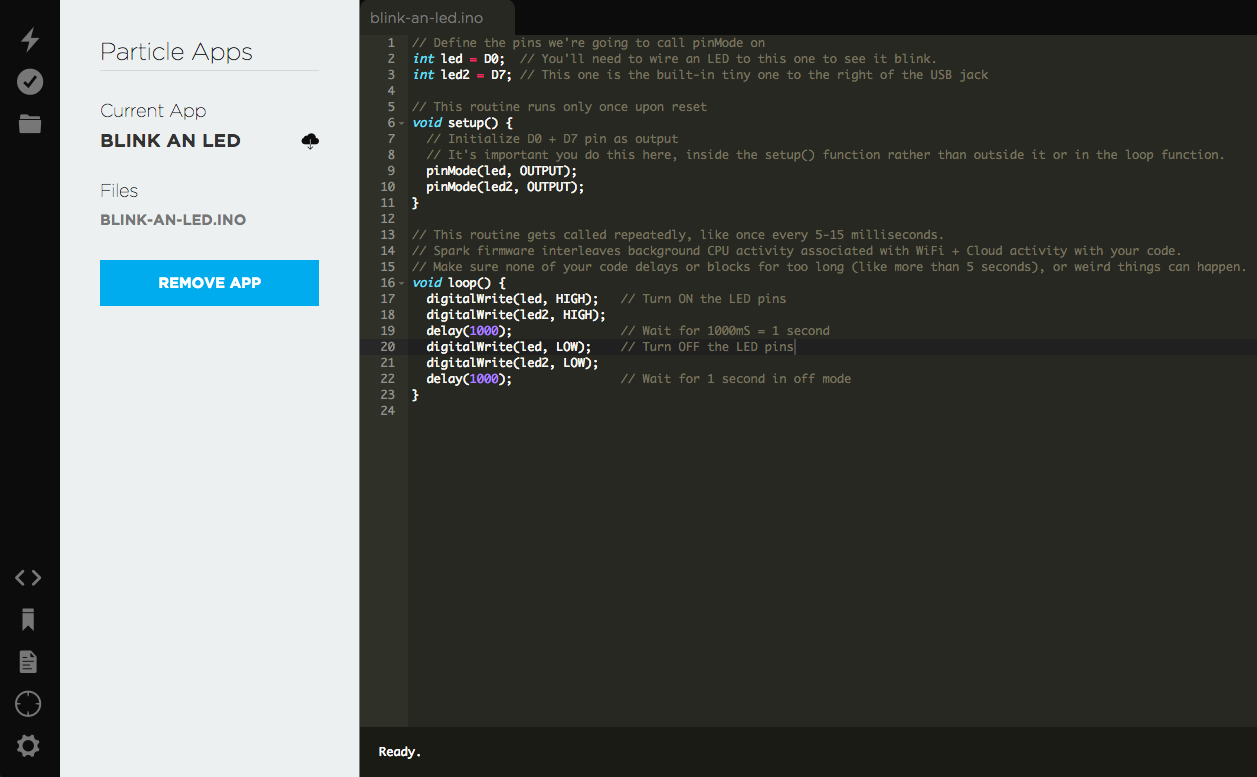 Particle Apps
Current App
BLINK AN LED
Files
BLINK-AN-LED.INO
REMOVE APP
blink-an-led.ino
1 // Define the pins we're going to call pinMode on
2 int led = D0;  // You'll need to wire an LED to this one to see it blink.
3 int led2 = D7; // This one is the built-in tiny one to the right of the USB jack
4
5 // This routine runs only once upon reset
6 void setup() {
7   // Initialize D0 + D7 pin as output
8   // It's important you do this here, inside the setup() function rather than outside it or in the loop function.
9   pinMode(led, OUTPUT);
10   pinMode(led2, OUTPUT);
11 }
12
13 // This routine gets called repeatedly, like once every 5-15 milliseconds.
14 // Spark firmware interleaves background CPU activity associated with WiFi + Cloud activity with your code.
15 // Make sure none of your code delays or blocks for too long (like more than 5 seconds), or weird things can happen.
16 void loop() {
17   digitalWrite(led, HIGH);   // Turn ON the LED pins
18   digitalWrite(led2, HIGH);
19   delay(1000);               // Wait for 1000mS = 1 second
20   digitalWrite(led, LOW);    // Turn OFF the LED pins
21   digitalWrite(led2, LOW);
22   delay(1000);               // Wait for 1 second in off mode
23 }
24
Ready.